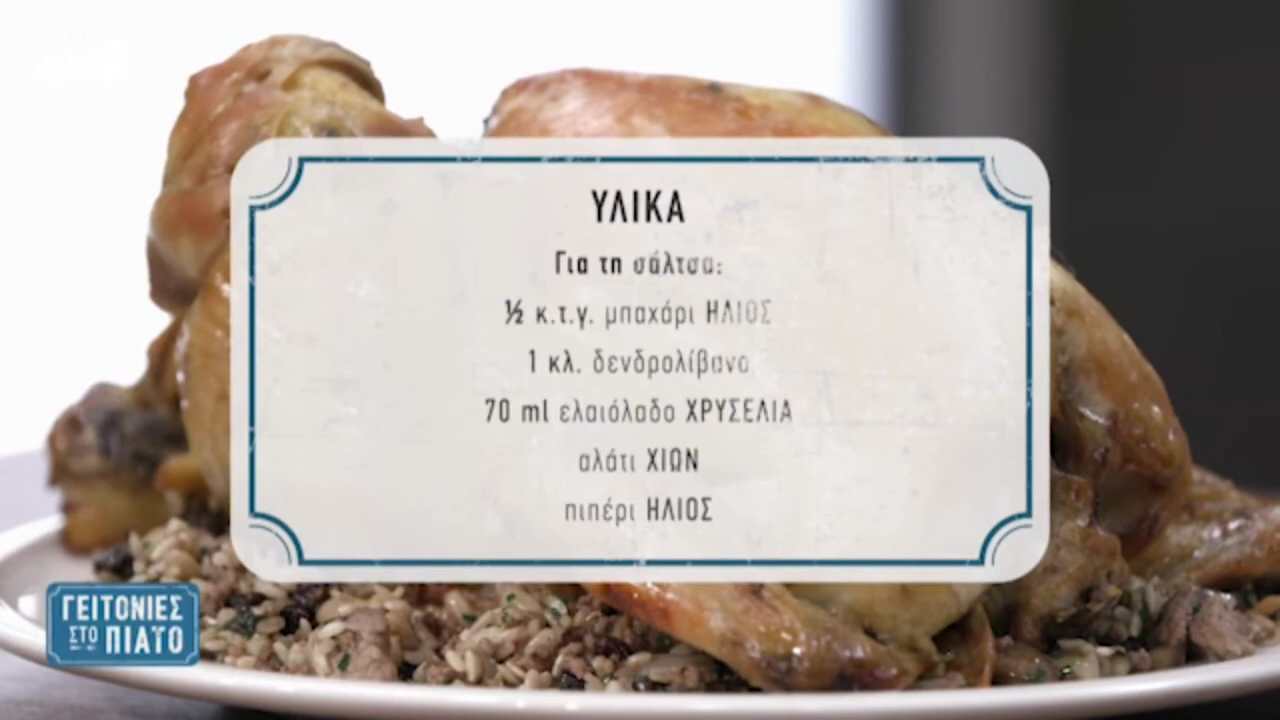 ΥΛΙΚΑ
Για τη σάλτσα:
½ κ.τ.γ. μπαχάρι ΗΛΙΟΣ
1 κλ. δενδρολίβανο
70 ml ελαιόλαδο ΧΡΥΣΕΛΙΑ
αλάτι ΧΙΩΝ
πιπέρι ΗΛΙΟΣ
ΓΕΙΤΟΝΙΕΣ
ΣΤΟ ΠΙΑΤΟ